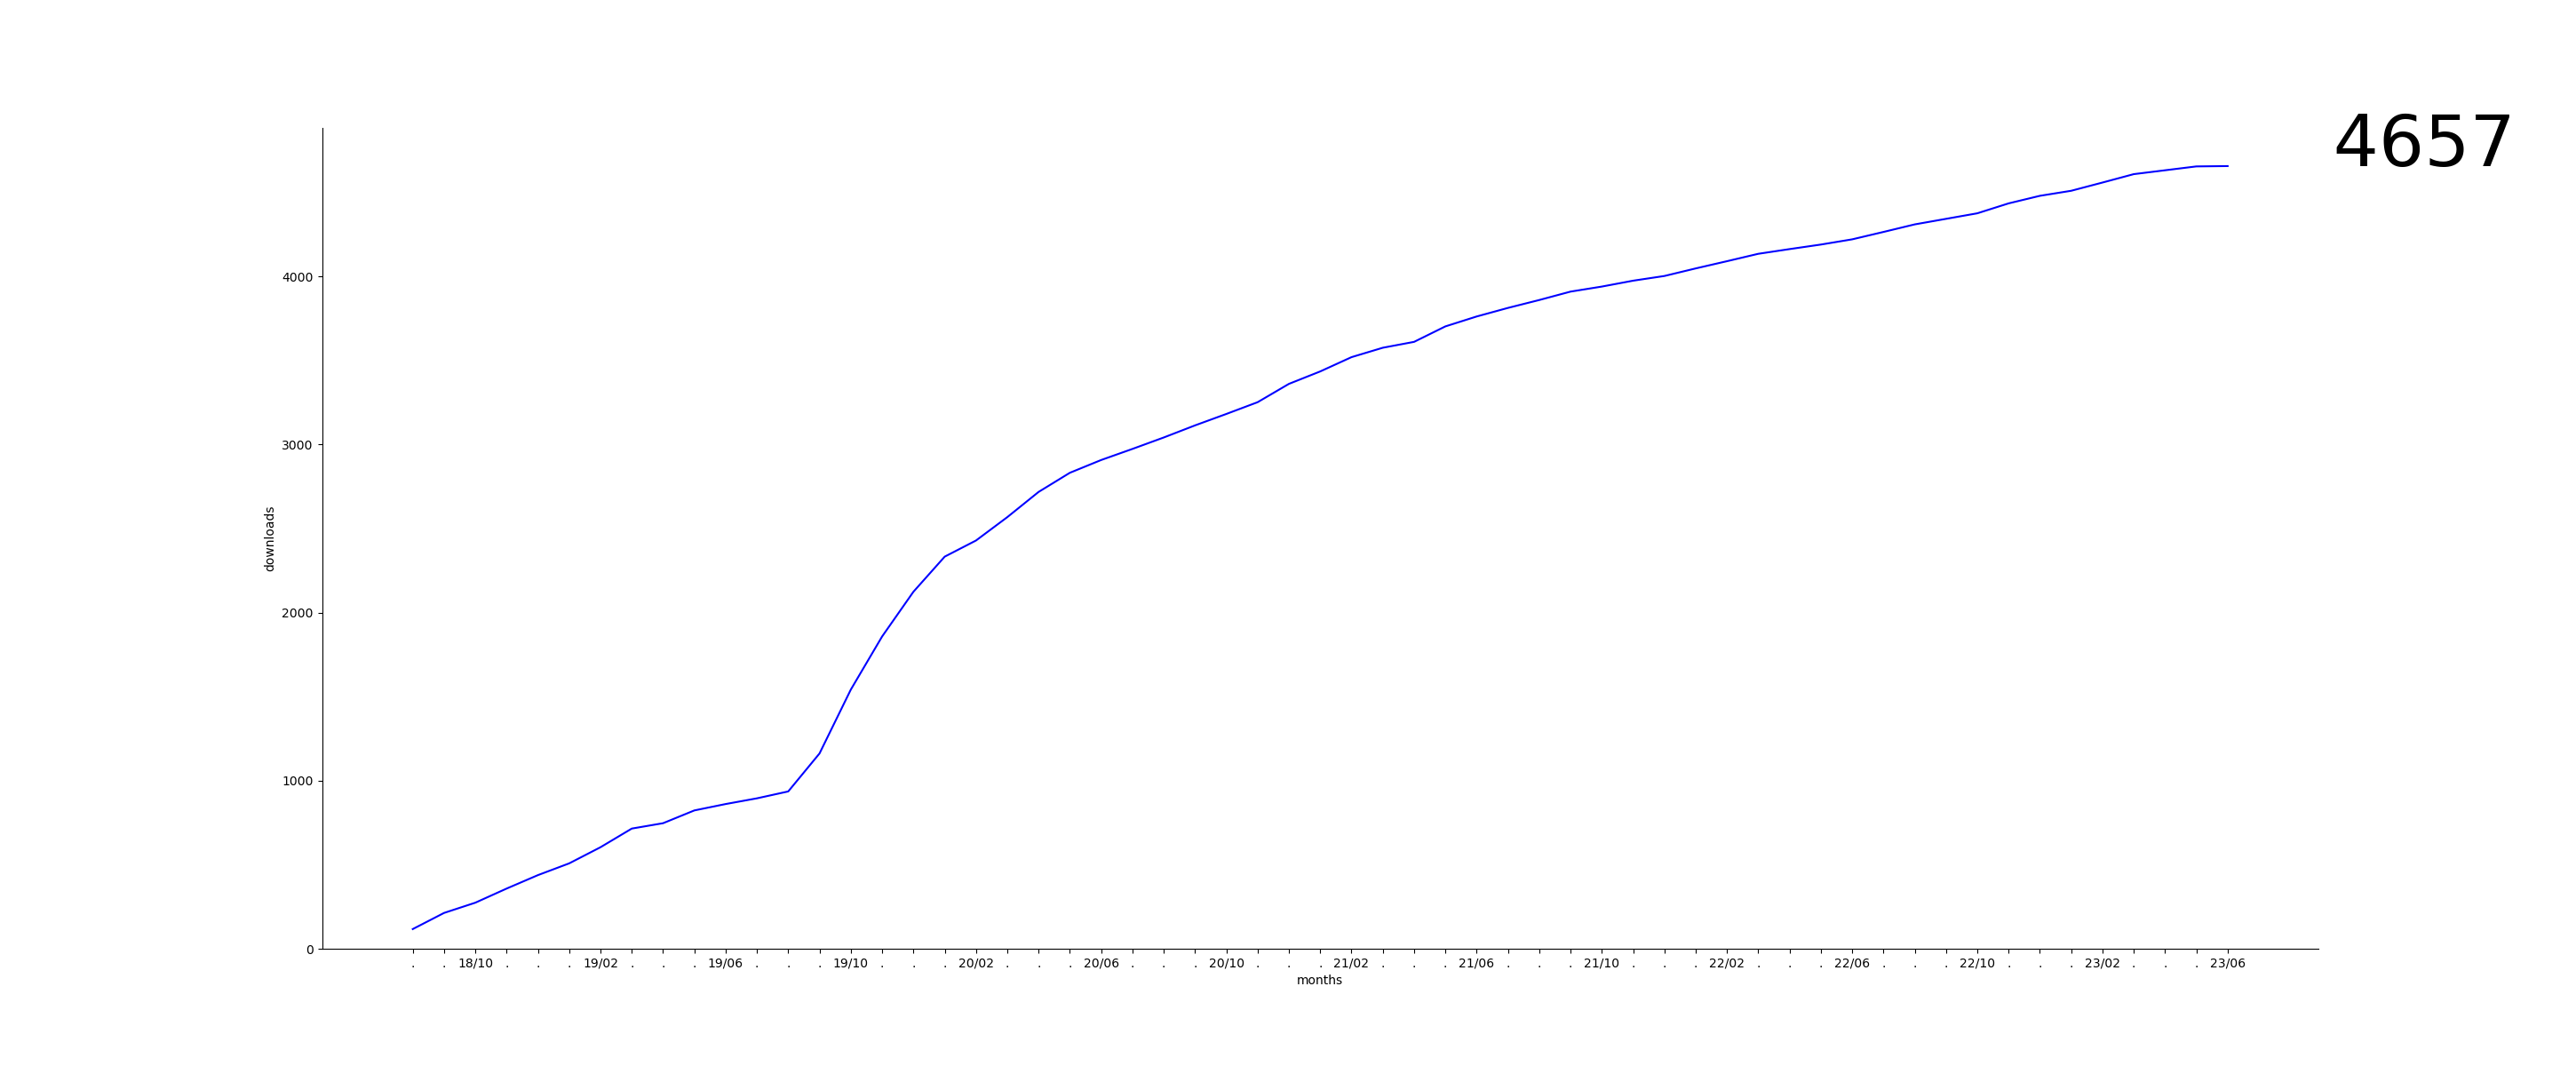 4657
4000
3000
2000
1000
0
downloads
. . 18/10 . . . 19/02 . . . 19/06 . . . 19/10 . . . 20/02 . . . 20/06 . . . 20/10 . . . 21/02 . . . 21/06 . . . 21/10 . . . 22/02 . . . 22/06 . . . 22/10 . . . 23/02 . . . 23/06
months